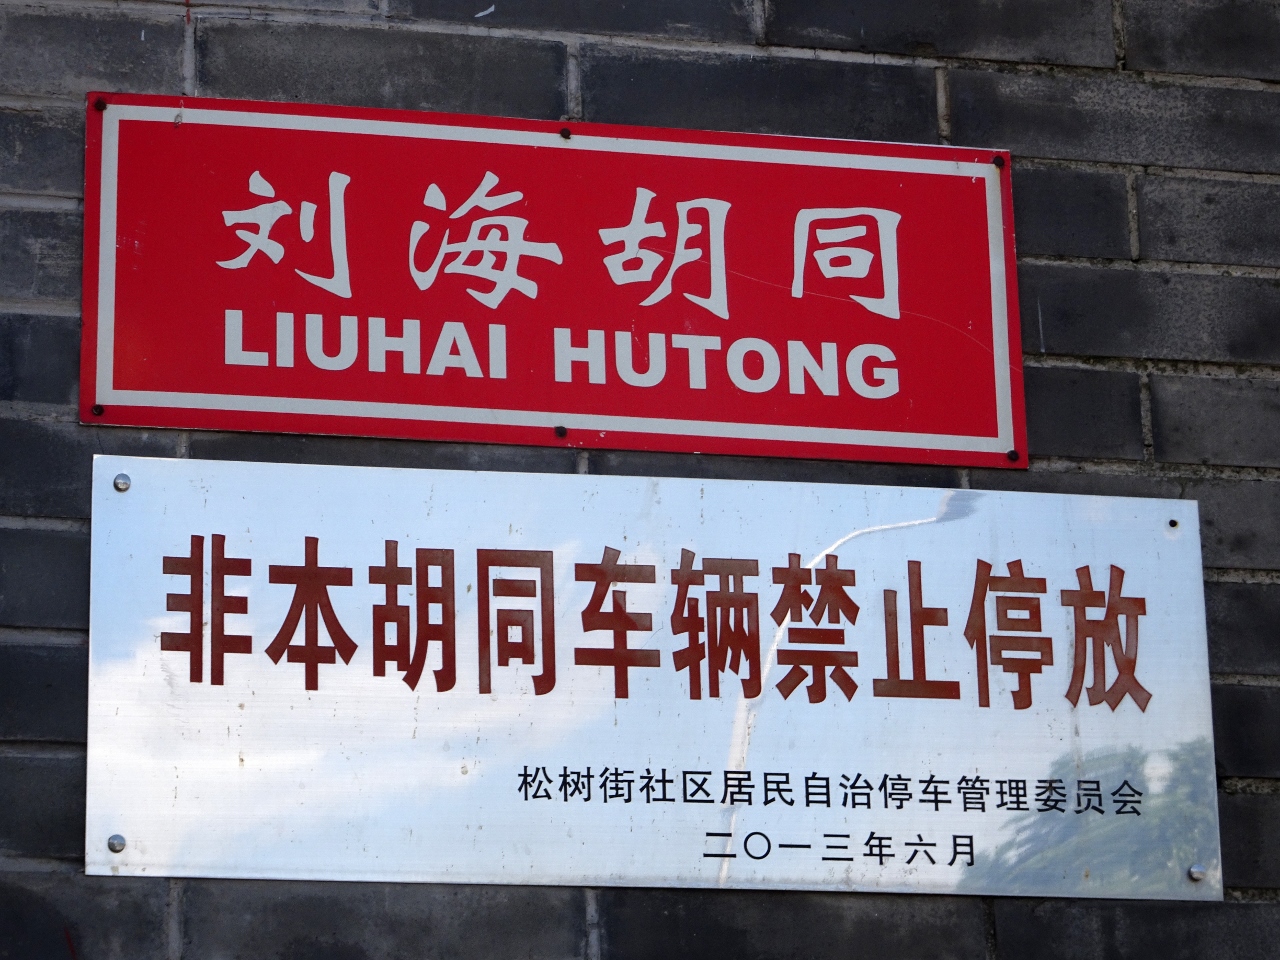 刘海胡同
LIUHAI HUTONG
非本胡同车辆禁止停放
松树街社区居民自治停车管理委员会
二〇一三年六月